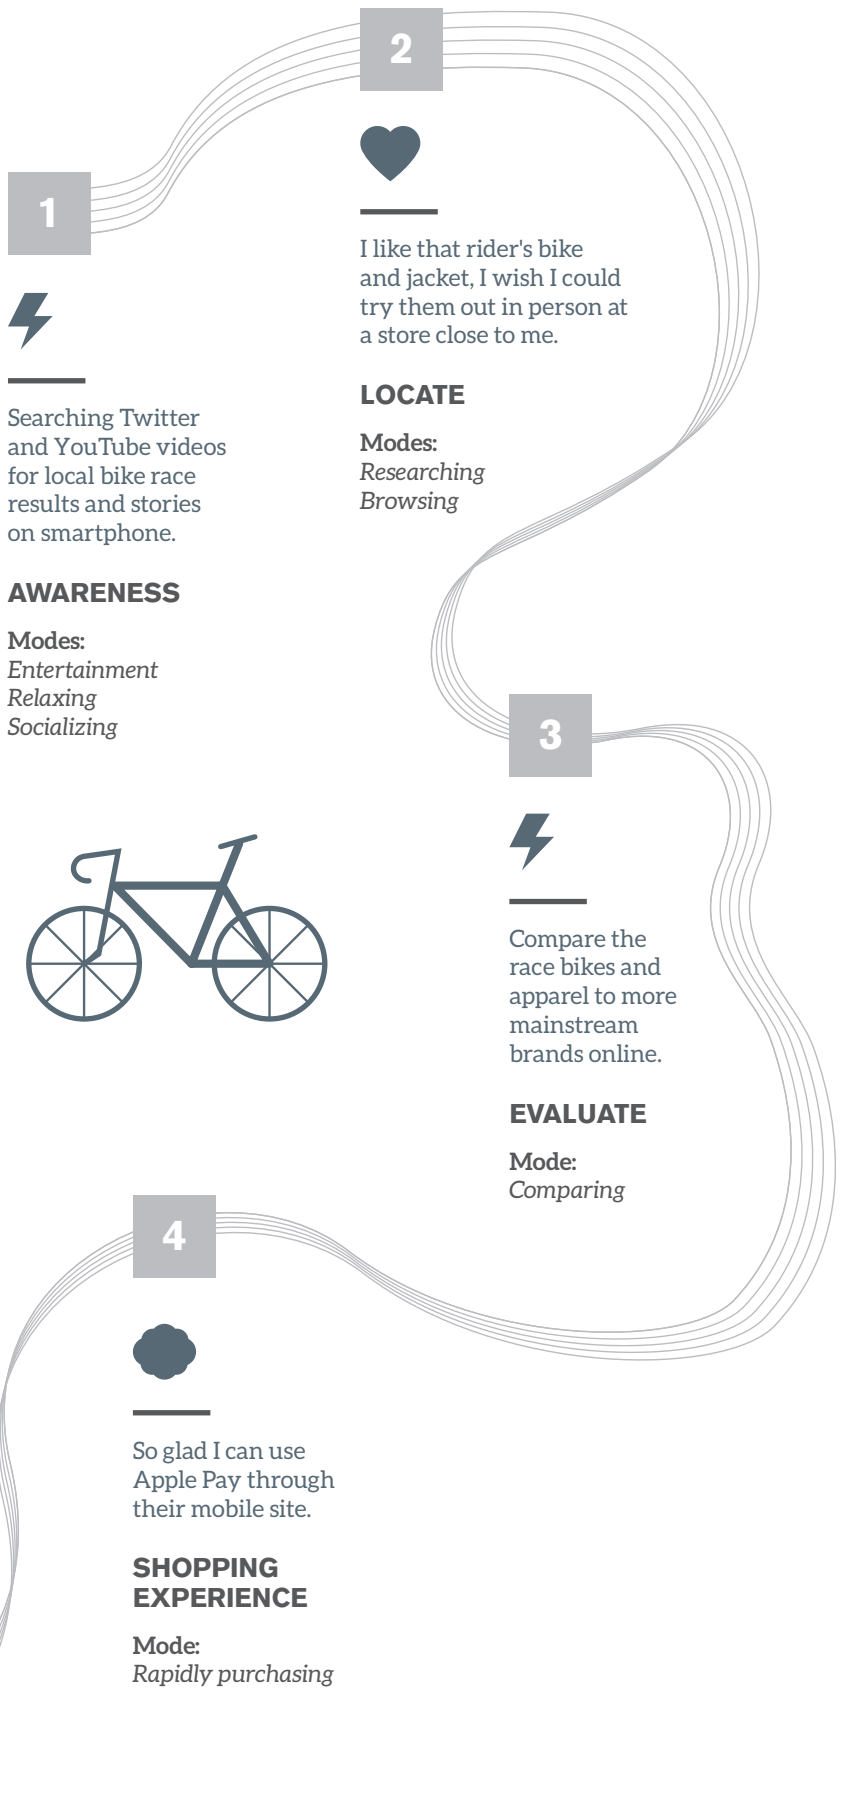 1
Searching Twitter
and YouTube videos
for local bike race
results and stories
on smartphone.
AWARENESS
Modes:
Entertainment
Relaxing
Socializing
2
I like that rider's bike
and jacket, I wish I could
try them out in person at
a store close to me.
LOCATE
Modes:
Researching
Browsing
3
Compare the
race bikes and
apparel to more
mainstream
brands online.
EVALUATE
Mode:
Comparing
4
So glad I can use
Apple Pay through
their mobile site.
SHOPPING
EXPERIENCE
Mode:
Rapidly purchasing